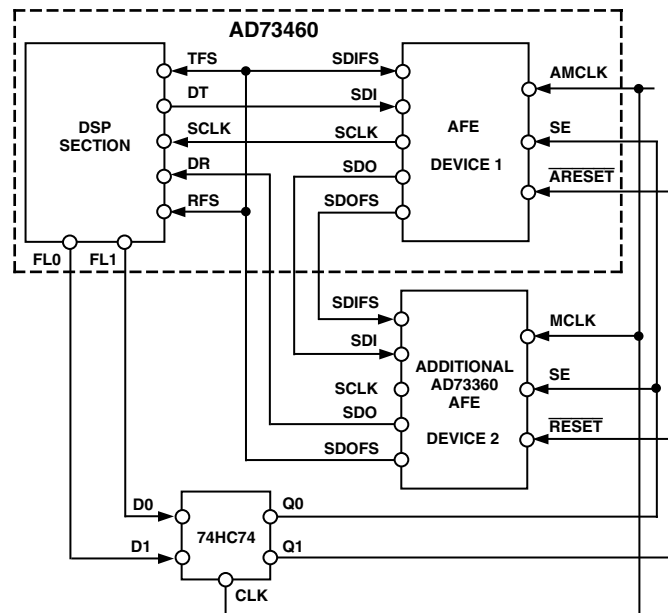 AD73460
TFS
SDIFS
AMCLK
DT
SDI
DSP
SECTION
SCLK
SCLK
AFE
DEVICE 1
SE
DR
SDO
ARESET
RFS
SDOFS
FL0
FL1
SDIFS
MCLK
SDI
ADDITIONAL
AD73360
AFE
DEVICE 2
SCLK
SE
SDO
RESET
SDOFS
D0
Q0
74HC74
D1
Q1
CLK